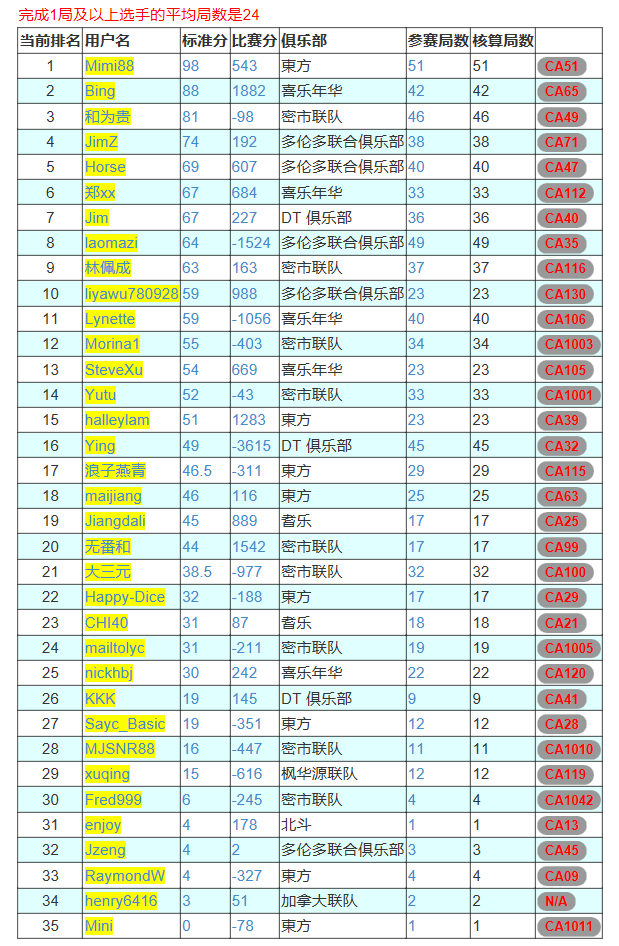 完成1局及以上选手的平均局数是24
当前排名 用户名 标准分 比赛分 俱乐部 参赛局数 核算局数
1 Mimi88 98 543 東方 51 51 CA51
2 Bing 88 1882 喜乐年华 42 42 CA65
3 和为贵 81 -98 密市联队 46 46 CA49
4 JimZ 74 192 多伦多联合俱乐部 38 38 CA71
5 Horse 69 607 多伦多联合俱乐部 40 40 CA47
6 郑xx 67 684 喜乐年华 33 33 CA112
7 Jim 67 227 DT 俱乐部 36 36 CA40
8 laomazi 64 -1524 多伦多联合俱乐部 49 49 CA35
9 林佩成 63 163 密市联队 37 37 CA116
10 liyawu780928 59 988 多伦多联合俱乐部 23 23 CA130
11 Lynette 59 -1056 喜乐年华 40 40 CA106
12 Morina1 55 -403 密市联队 34 34 CA1003
13 SteveXu 54 669 喜乐年华 23 23 CA105
14 Yutu 52 -43 密市联队 33 33 CA1001
15 halleylam 51 1283 東方 23 23 CA39
16 Ying 49 -3615 DT 俱乐部 45 45 CA32
17 浪子燕青 46.5 -311 東方 29 29 CA115
18 maijiang 46 116 東方 25 25 CA63
19 Jiangdali 45 889 耆乐 17 17 CA25
20 无番和 44 1542 密市联队 17 17 CA99
21 大三元 38.5 -977 密市联队 32 32 CA100
22 Happy-Dice 32 -188 東方 17 17 CA29
23 CHI40 31 87 耆乐 18 18 CA21
24 mailtolyc 31 -211 密市联队 19 19 CA1005
25 nickhbj 30 242 喜乐年华 22 22 CA120
26 KKK 19 145 DT 俱乐部 9 9 CA41
27 Sayc_Basic 19 -351 東方 12 12 CA28
28 MJSNR88 16 -447 密市联队 11 11 CA1010
29 xuqing 15 -616 枫华源联队 12 12 CA119
30 Fred999 6 -245 密市联队 4 4 CA1042
31 enjoy 4 178 北斗 1 1 CA13
32 Jzeng 4 2 多伦多联合俱乐部 3 3 CA45
33 RaymondW 4 -327 東方 4 4 CA09
34 henry6416 3 51 加拿大联队 2 2 N/A
35 Mini 0 -78 東方 1 1 CA1011